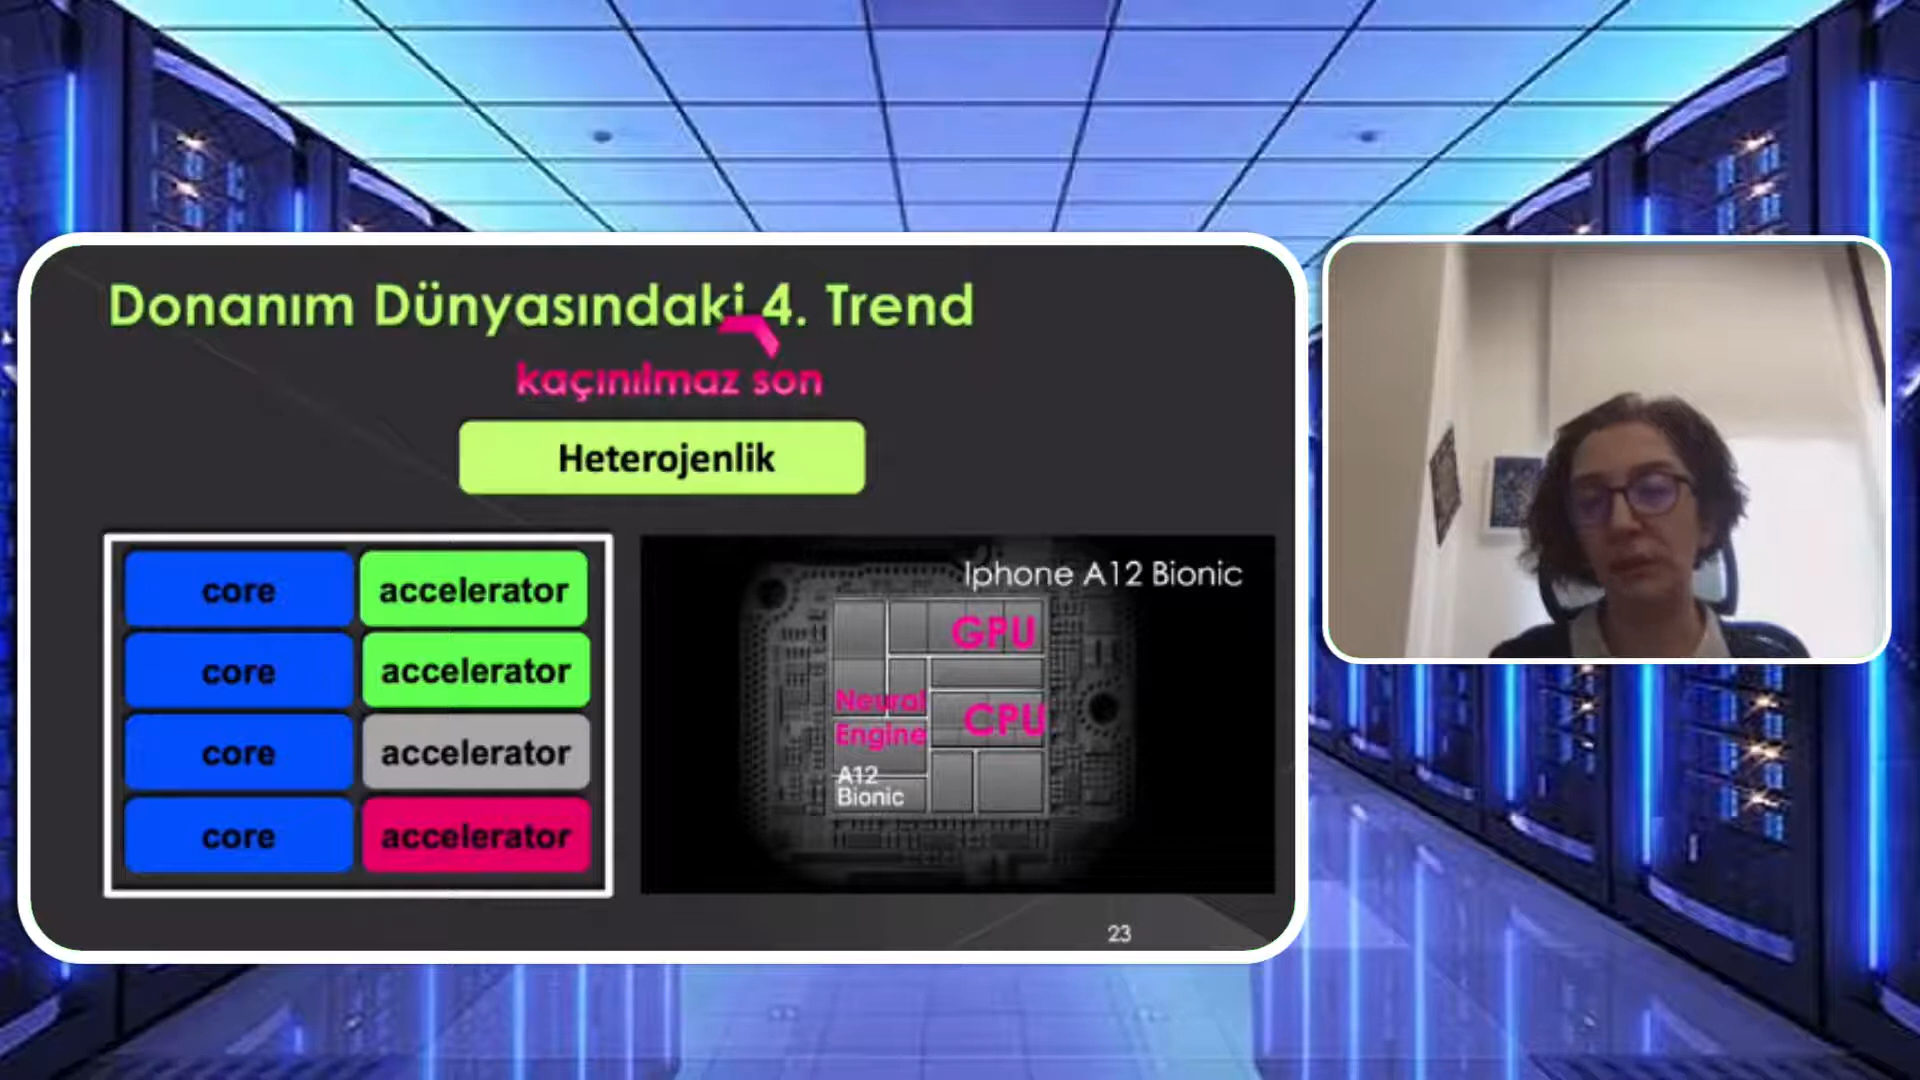 Donanım Dünyasındaki 4. Trend
kaçınılmaz son
Heterojenlik
core accelerator
core accelerator
core accelerator
core accelerator
Iphone A12 Bionic
GPU
Neural
Engine
CPU
A12
Bionic
23